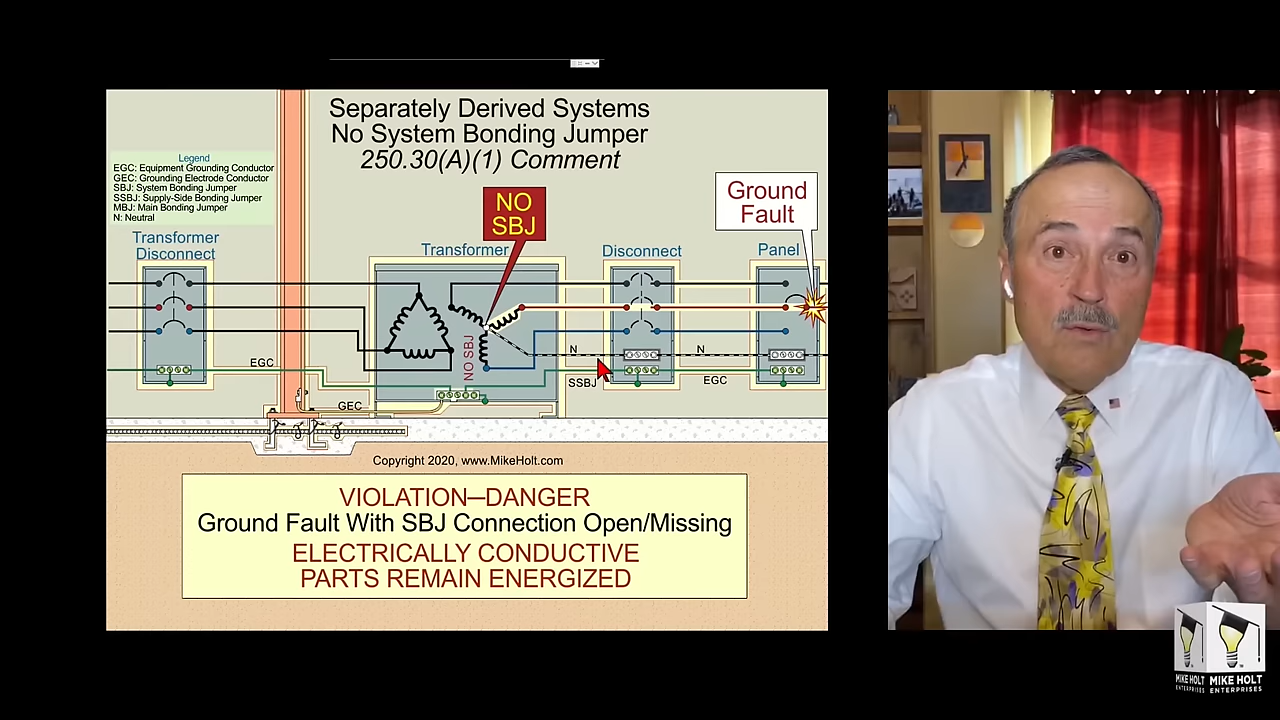 Separately Derived Systems
No System Bonding Jumper
250.30(A)(1) Comment
Legend
EGC: Equipment Grounding Conductor
GEC: Grounding Electrode Conductor
SBJ: System Bonding Jumper
SSBJ: Supply-Side Bonding Jumper
MBJ: Main Bonding Jumper
N: Neutral
NO
SBJ
Ground
Fault
Transformer
Disconnect
Transformer
Disconnect
Panel
NO SBJ
N
N
EGC
SSBJ
EGC
GEC
Copyright 2020, www.MikeHolt.com
VIOLATION—DANGER
Ground Fault With SBJ Connection Open/Missing
ELECTRICALLY CONDUCTIVE
PARTS REMAIN ENERGIZED
MIKE HOLT
ENTERPRISES
MIKE HOLT
ENTERPRISES